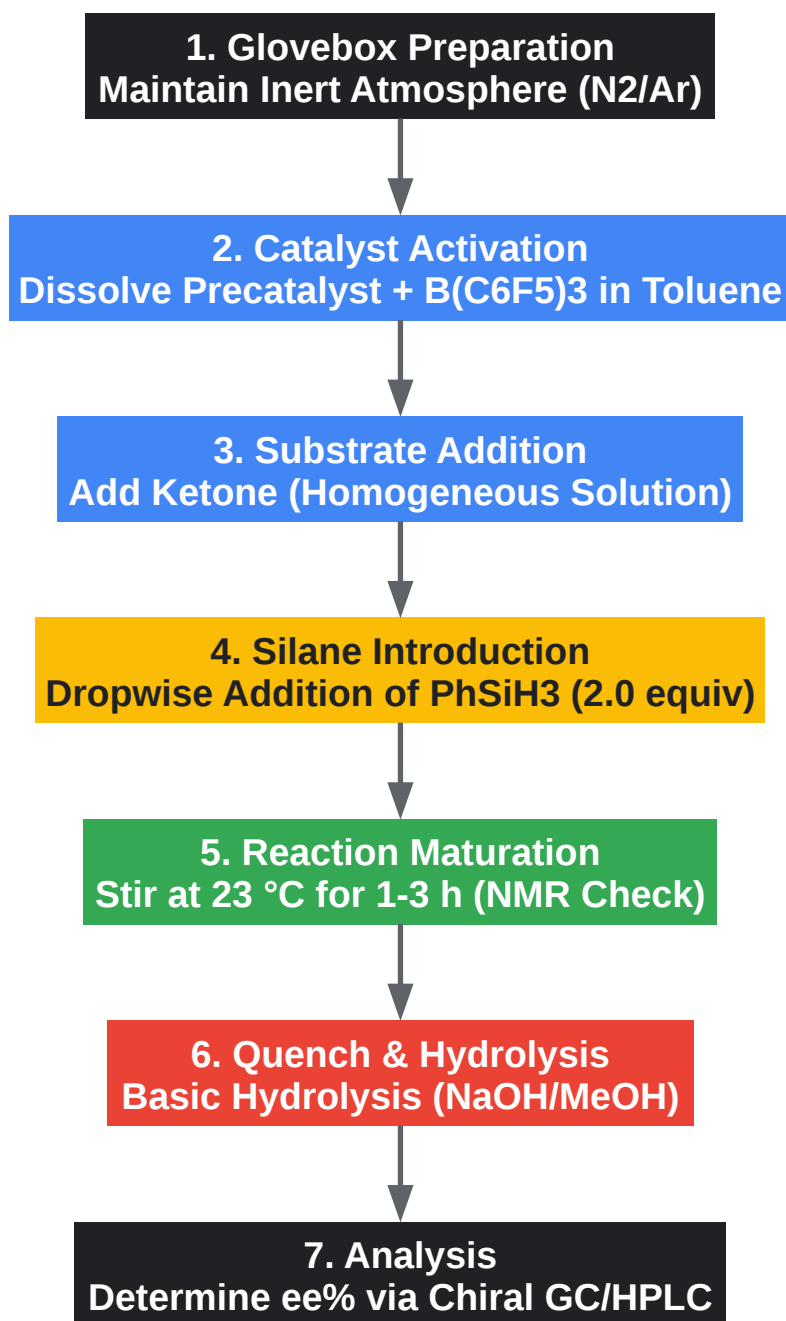 1. Glovebox Preparation
Maintain Inert Atmosphere (N2/Ar)
2. Catalyst Activation
Dissolve Precatalyst + B(C6F5)3 in Toluene
3. Substrate Addition
Add Ketone (Homogeneous Solution)
4. Silane Introduction
Dropwise Addition of PhSiH3 (2.0 equiv)
5. Reaction Maturation
Stir at 23 °C for 1-3 h (NMR Check)
6. Quench & Hydrolysis
Basic Hydrolysis (NaOH/MeOH)
7. Analysis
Determine ee% via Chiral GC/HPLC